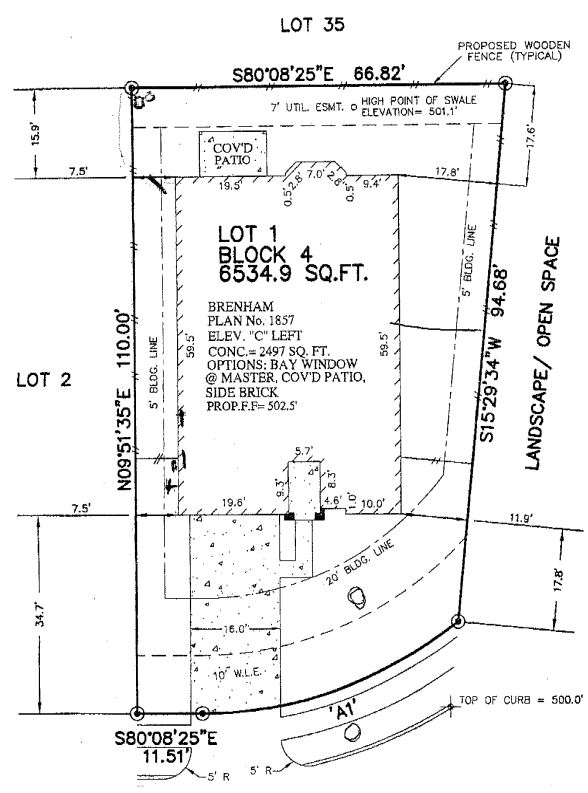 LOT 35
PROPOSED WOODEN
FENCE (TYPICAL)
S80°08'25"E 66.82'
7' UTIL. ESMT.
HIGH POINT OF SWALE
ELEVATION= 501.1'
15.9'
17.6'
COV'D
PATIO
7.5'
19.5'
0.5'
2.8'
7.0'
2.8'
0.5'
9.4'
17.8'
LOT 1
BLOCK 4
6534.9 SQ.FT.
BRENHAM
PLAN No. 1857
ELEV. "C" LEFT
CONC.= 2497 SQ. FT.
OPTIONS: BAY WINDOW
@ MASTER, COV'D PATIO,
SIDE BRICK
PROP.F.F= 502.5'
LOT 2
N09°51'35"E 110.00'
5' BLDG. LINE
59.5'
59.5'
5' BLDG. LINE
S15°29'34"W 94.68'
LANDSCAPE/ OPEN SPACE
5.7'
9.3'
8.3'
7.5'
19.6'
4.6'
1.0'
10.0'
11.9'
34.7'
17.8'
20' BLDG. LINE
16.0'
10' W.L.E.
'A1'
TOP OF CURB = 500.0'
S80°08'25"E
11.51'
5' R
5' R